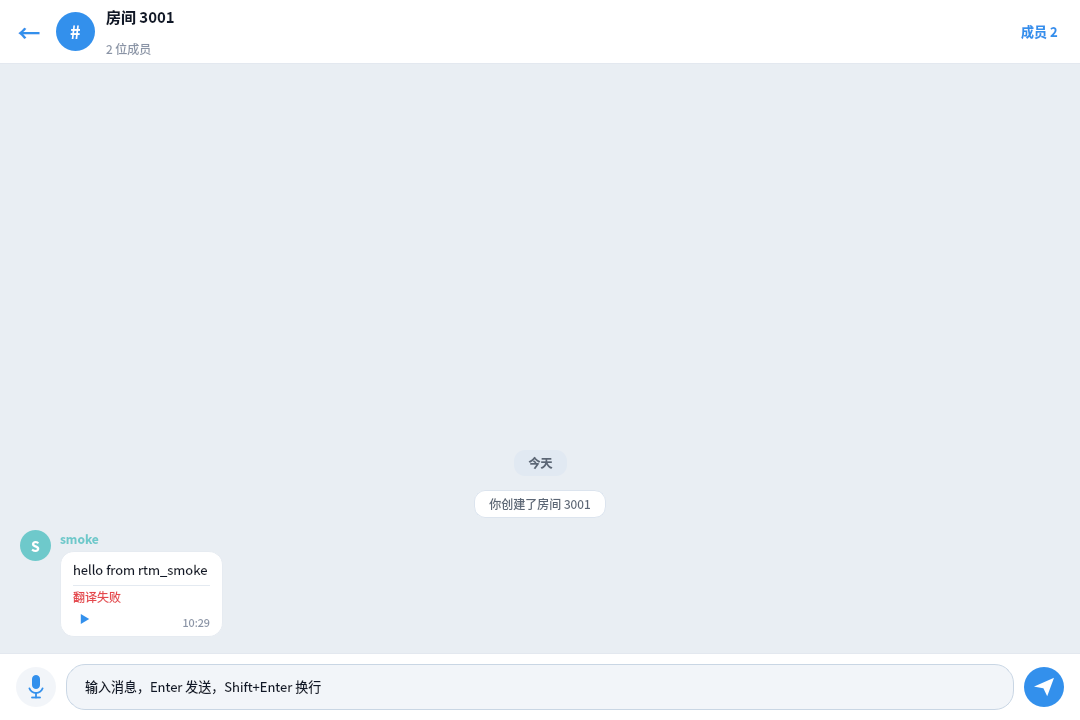 #
房间 3001
2 位成员
成员 2
今天
你创建了房间 3001
S
smoke
hello from rtm_smoke
翻译失败
10:29
输入消息，Enter 发送，Shift+Enter 换行